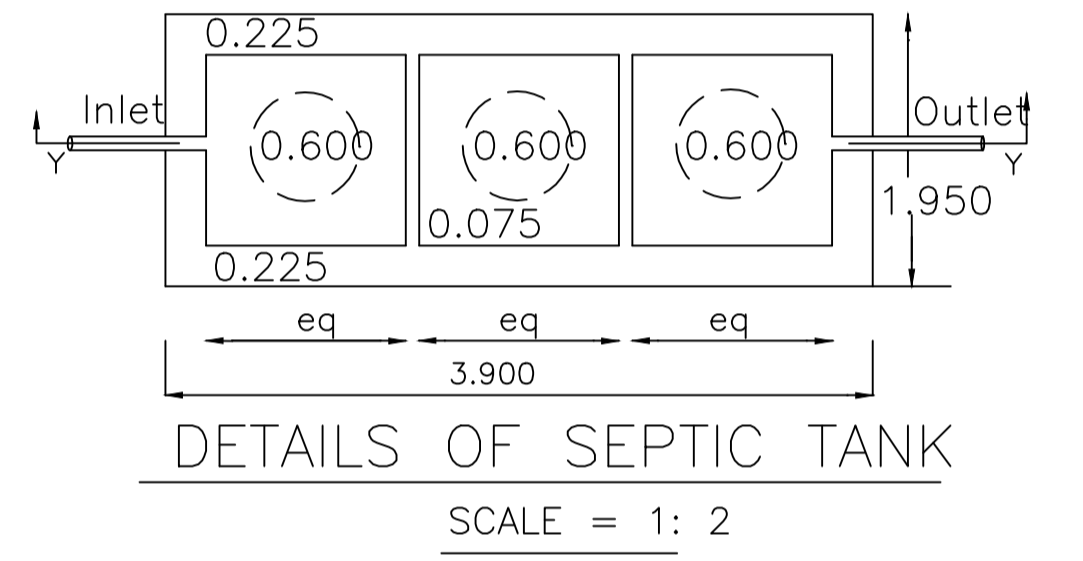 0.225
Inlet
Outlet
0.600
0.600
0.600
Y
Y
1.950
0.075
0.225
eq
eq
eq
3.900
DETAILS OF SEPTIC TANK
SCALE = 1: 2